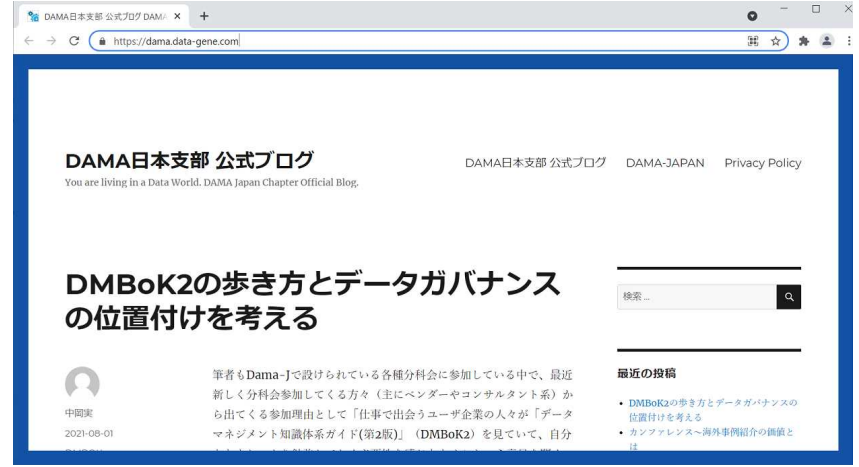 DAMA日本支部 公式ブログ DAMA
https://dama.data-gene.com
DAMA日本支部 公式ブログ
You are living in a Data World. DAMA Japan Chapter Official Blog.
DAMA日本支部 公式ブログ DAMA-JAPAN Privacy Policy
DMBoK2の歩き方とデータガバナンス
の位置付けを考える
中岡実
2021-08-01
筆者もDama-Jで設けられている各種分科会に参加している中で、最近
新しく分科会参加してくる方々（主にベンダーやコンサルタント系）か
ら出てくる参加理由として「仕事で出会うユーザ企業の人々が「データ
マネジメント知識体系ガイド(第2版)」（DMBoK2）を見ていて、自分
検索 ...
最近の投稿
DMBoK2の歩き方とデータガバナンスの
位置付けを考える
カンファレンス～海外事例紹介の価値と
は